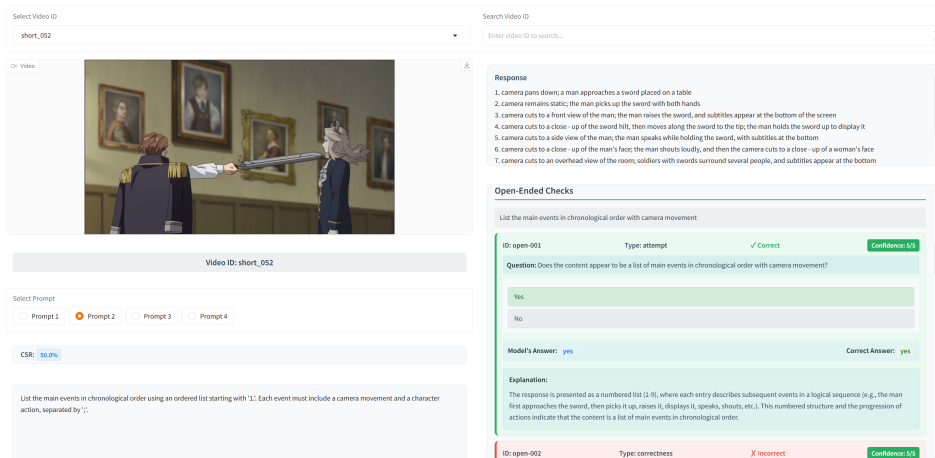 Select Video ID
short_052
Search Video ID
Enter video ID to search...
Video
Video ID: short_052
Select Prompt
Prompt 1
Prompt 2
Prompt 3
Prompt 4
CSR: 50.0%
List the main events in chronological order using an ordered list starting with '1.'. Each event must include a camera movement and a character
action, separated by ';'.
Response
1. camera pans down; a man approaches a sword placed on a table
2. camera remains static; the man picks up the sword with both hands
3. camera cuts to a front view of the man; the man raises the sword, and subtitles appear at the bottom of the screen
4. camera cuts to a close - up of the sword hilt, then moves along the sword to the tip; the man holds the sword up to display it
5. camera cuts to a side view of the man; the man speaks while holding the sword, with subtitles at the bottom
6. camera cuts to a close - up of the man's face; the man shouts loudly, and then the camera cuts to a close - up of a woman's face
7. camera cuts to an overhead view of the room; soldiers with swords surround several people, and subtitles appear at the bottom
Open-Ended Checks
List the main events in chronological order with camera movement
ID: open-001 Type: attempt ✓ Correct Confidence: 5/5
Question: Does the content appear to be a list of main events in chronological order with camera movement?
Yes
No
Model's Answer: yes Correct Answer: yes
Explanation:
The response is presented as a numbered list (1-9), where each entry describes subsequent events in a logical sequence (e.g., the man
first approaches the sword, then picks it up, raises it, displays it, speaks, shouts, etc.). This numbered structure and the progression of
actions indicate that the content is a list of main events in chronological order.
ID: open-002 Type: correctness ✗ Incorrect Confidence: 5/5